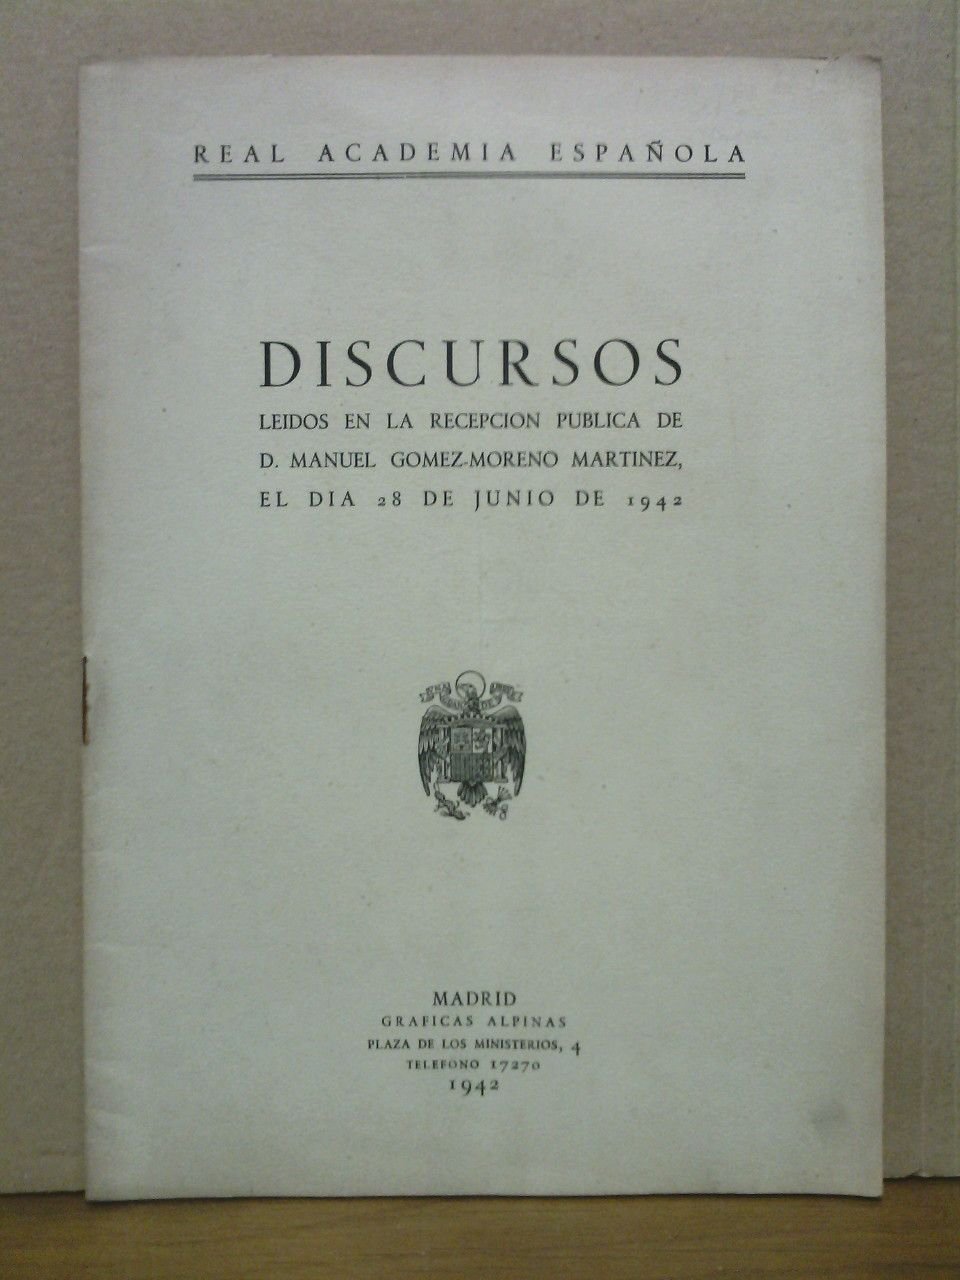 REAL ACADEMIA ESPAÑOLA
DISCURSOS
LEIDOS EN LA RECEPCION PUBLICA DE
D. MANUEL GOMEZ-MORENO MARTINEZ,
EL DIA 28 DE JUNIO DE 1942
MADRID
GRAFICAS ALPINAS
PLAZA DE LOS MINISTERIOS, 4
TELEFONO 17270
1942